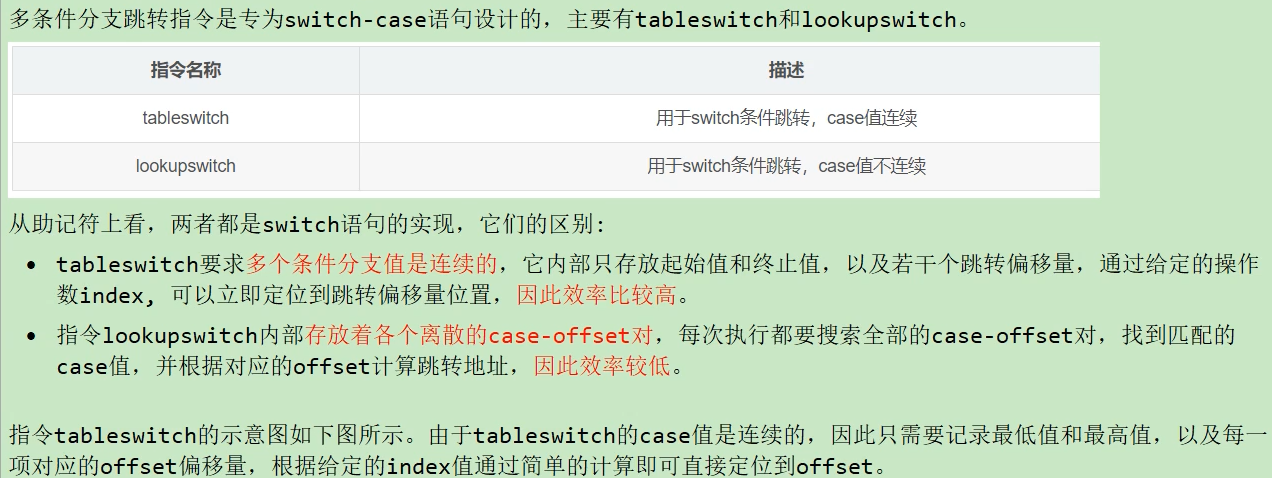 多条件分支跳转指令是专为switch-case语句设计的，主要有tableswitch和lookupswitch。
指令名称 描述
tableswitch 用于switch条件跳转，case值连续
lookupswitch 用于switch条件跳转，case值不连续
从助记符上看，两者都是switch语句的实现，它们的区别:
• tableswitch要求多个条件分支值是连续的，它内部只存放起始值和终止值，以及若干个跳转偏移量，通过给定的操作
数index, 可以立即定位到跳转偏移量位置，因此效率比较高。
• 指令lookupswitch内部存放着各个离散的case-offset对，每次执行都要搜索全部的case-offset对，找到匹配的
case值，并根据对应的offset计算跳转地址，因此效率较低。
指令tableswitch的示意图如下图所示。由于tableswitch的case值是连续的，因此只需要记录最低值和最高值，以及每一
项对应的offset偏移量，根据给定的index值通过简单的计算即可直接定位到offset。